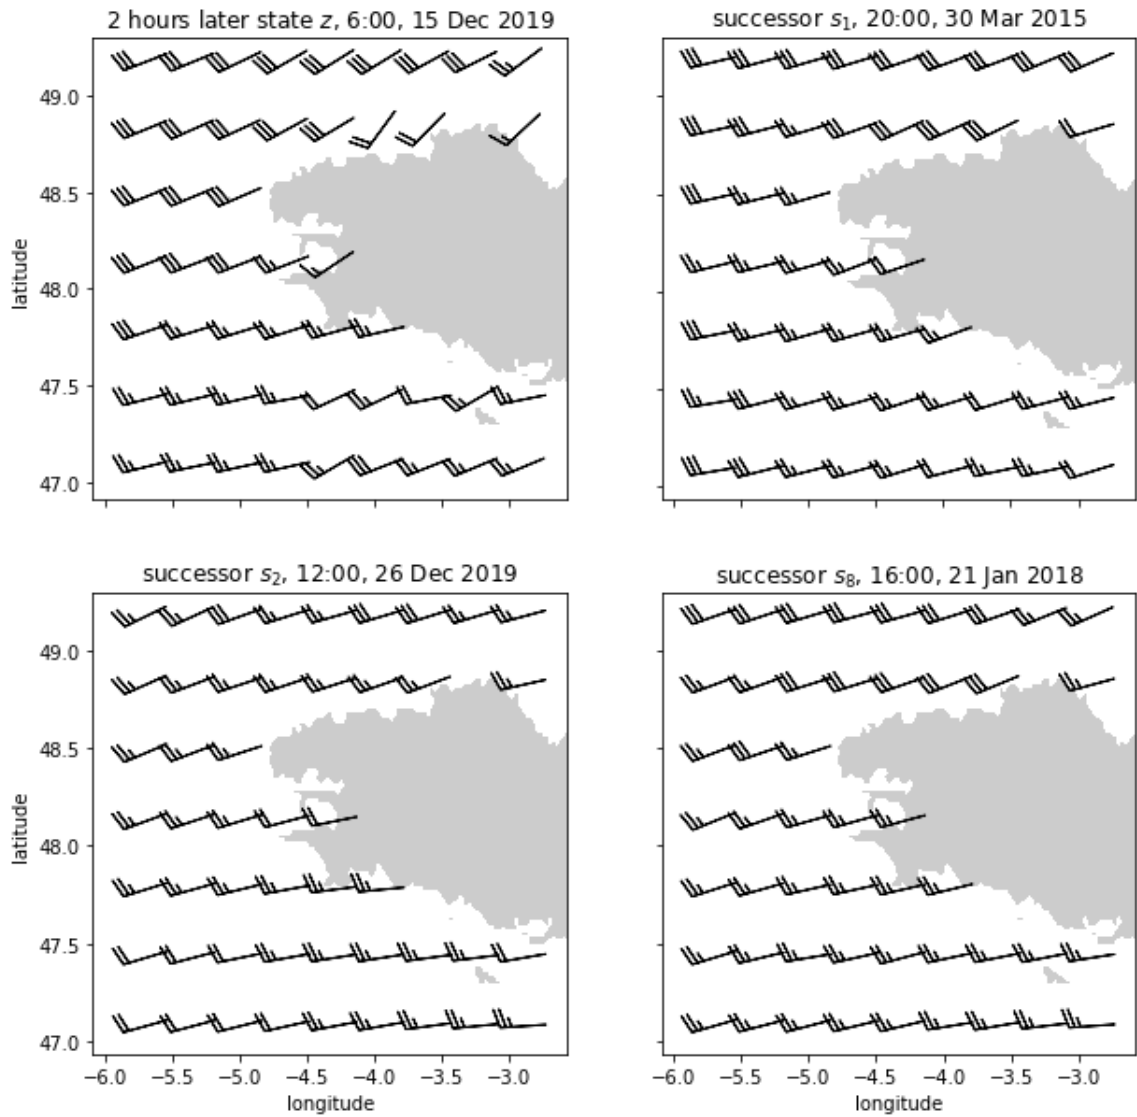 2 hours later state z, 6:00, 15 Dec 2019
successor s₁, 20:00, 30 Mar 2015
49.0
48.5
48.0
47.5
47.0
latitude
successor s₂, 12:00, 26 Dec 2019
successor s₈, 16:00, 21 Jan 2018
49.0
48.5
48.0
47.5
47.0
latitude
−6.0 −5.5 −5.0 −4.5 −4.0 −3.5 −3.0
longitude
−6.0 −5.5 −5.0 −4.5 −4.0 −3.5 −3.0
longitude